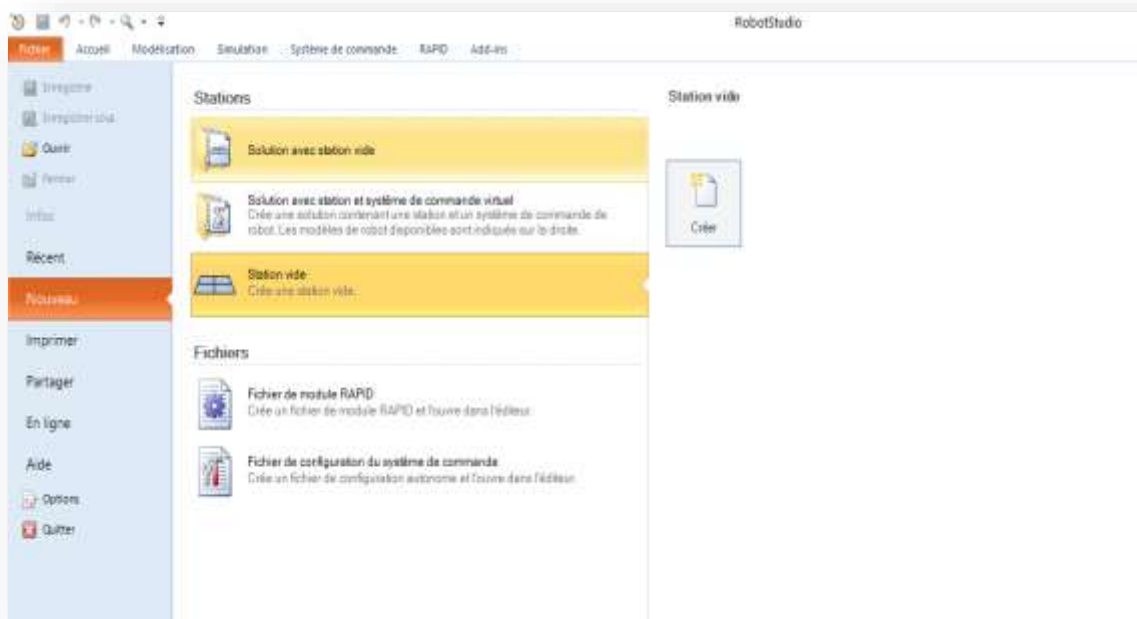 RobotStudio
Fichier Accueil Modélisation Simulation Système de commande RAPID Add-Ins
Enregistrer
Enregistrer sous
Ouvrir
Fermer
Infos
Récent
Nouveau
Imprimer
Partager
En ligne
Aide
Options
Quitter
Stations
Solution avec station vide
Solution avec station et système de commande virtuel
Crée une solution contenant une station et un système de commande de
robot. Les modèles de robot disponibles sont indiqués sur la droite.
Station vide
Crée une station vide.
Fichiers
Fichier de module RAPID
Crée un fichier de module RAPID et l'ouvre dans l'éditeur.
Fichier de configuration du système de commande
Crée un fichier de configuration autonome et l'ouvre dans l'éditeur.
Station vide
Créer